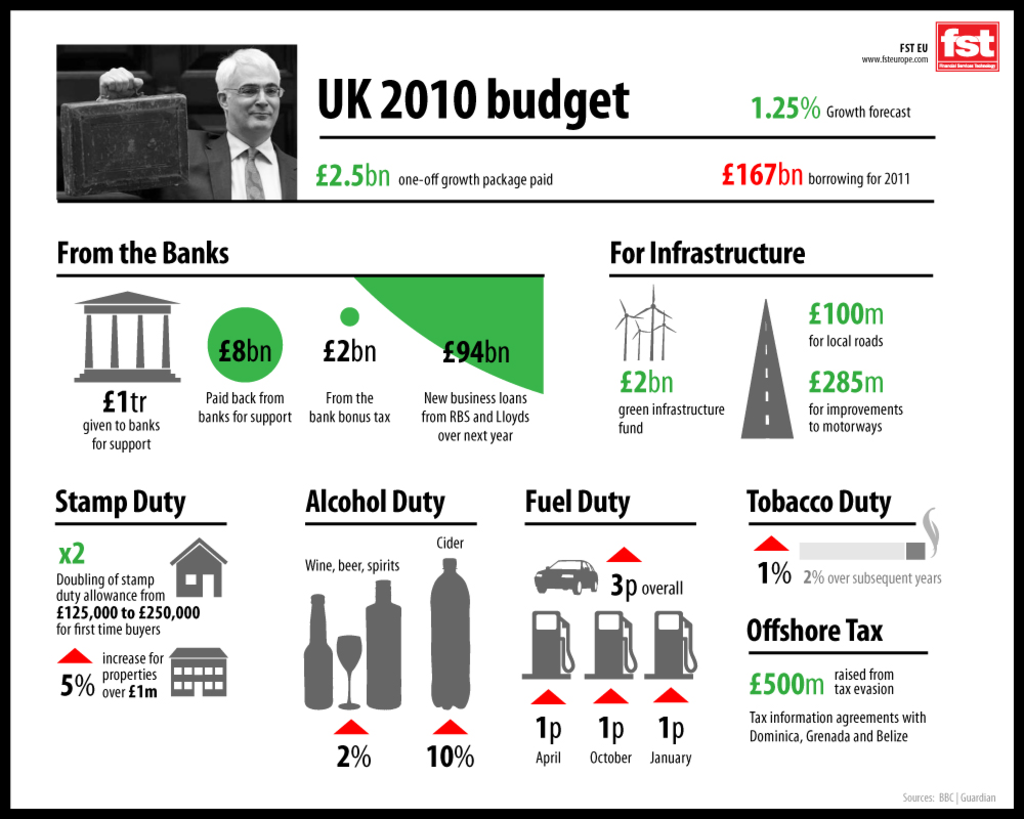 FST EU
www.fsteurope.com
fst
Financial Services Technology
UK 2010 budget
1.25% Growth forecast
£2.5bn one-off growth package paid
£167bn borrowing for 2011
From the Banks
£1tr
given to banks
for support
£8bn
Paid back from
banks for support
£2bn
From the
bank bonus tax
£94bn
New business loans
from RBS and Lloyds
over next year
For Infrastructure
£2bn
green infrastructure
fund
£100m
for local roads
£285m
for improvements
to motorways
Stamp Duty
x2
Doubling of stamp
duty allowance from
£125,000 to £250,000
for first time buyers
5%
increase for
properties
over £1m
Alcohol Duty
Wine, beer, spirits
2%
Cider
10%
Fuel Duty
3p overall
1p
April
1p
October
1p
January
Tobacco Duty
1% 2% over subsequent years
Offshore Tax
£500m raised from
tax evasion
Tax information agreements with
Dominica, Grenada and Belize
Sources: BBC | Guardian